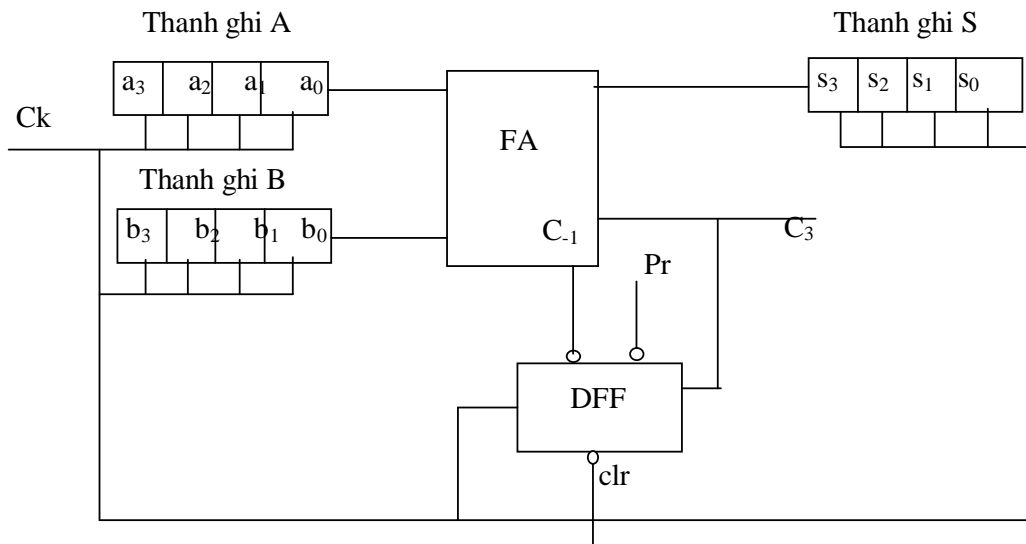 Thanh ghi A
Thanh ghi S
a₃ a₂ a₁ a₀
s₃ s₂ s₁ s₀
Ck
FA
Thanh ghi B
b₃ b₂ b₁ b₀
C₋₁
C₃
Pr
DFF
clr